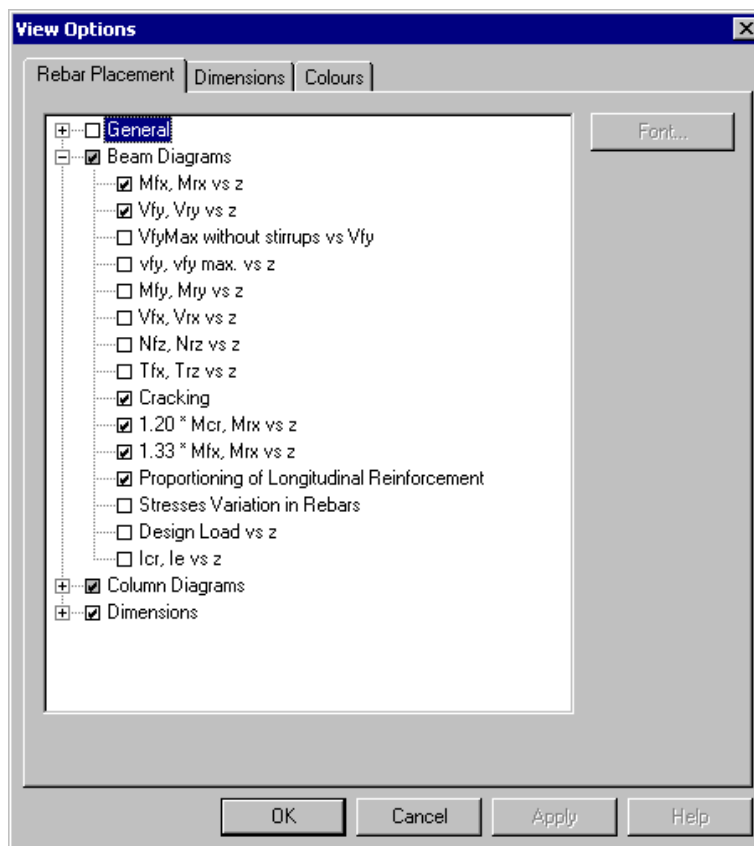 View Options
Rebar Placement Dimensions Colours
General
Font...
Beam Diagrams
Mfx, Mrx vs z
Vfy, Vry vs z
VfyMax without stirrups vs Vfy
vfy, vfy max. vs z
Mfy, Mry vs z
Vfx, Vrx vs z
Nfz, Nrz vs z
Tfx, Trz vs z
Cracking
1.20 * Mcr, Mrx vs z
1.33 * Mfx, Mrx vs z
Proportioning of Longitudinal Reinforcement
Stresses Variation in Rebars
Design Load vs z
Icr, Ie vs z
Column Diagrams
Dimensions
OK Cancel Apply Help